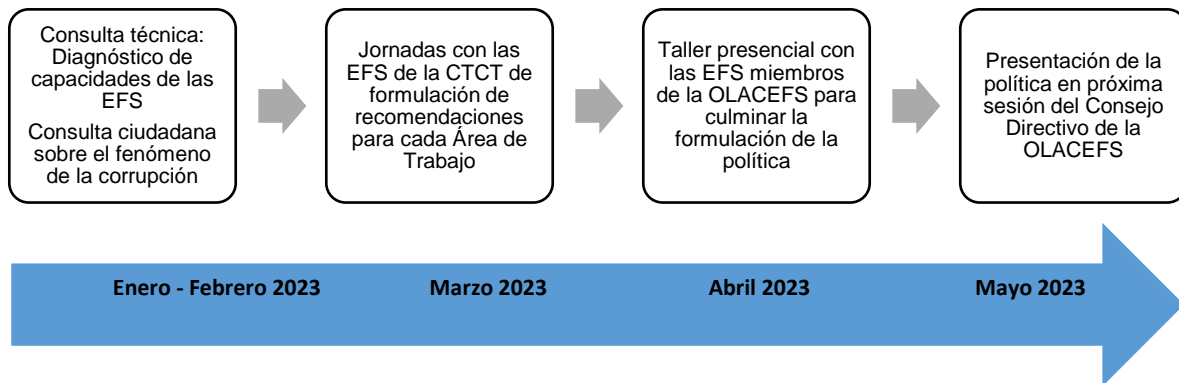 Consulta técnica:
Diagnóstico de
capacidades de las
EFS
Consulta ciudadana
sobre el fenómeno
de la corrupción
Jornadas con las
EFS de la CTCT de
formulación de
recomendaciones
para cada Área de
Trabajo
Taller presencial con
las EFS miembros
de la OLACEFS para
culminar la
formulación de la
política
Presentación de la
política en próxima
sesión del Consejo
Directivo de la
OLACEFS
Enero - Febrero 2023
Marzo 2023
Abril 2023
Mayo 2023